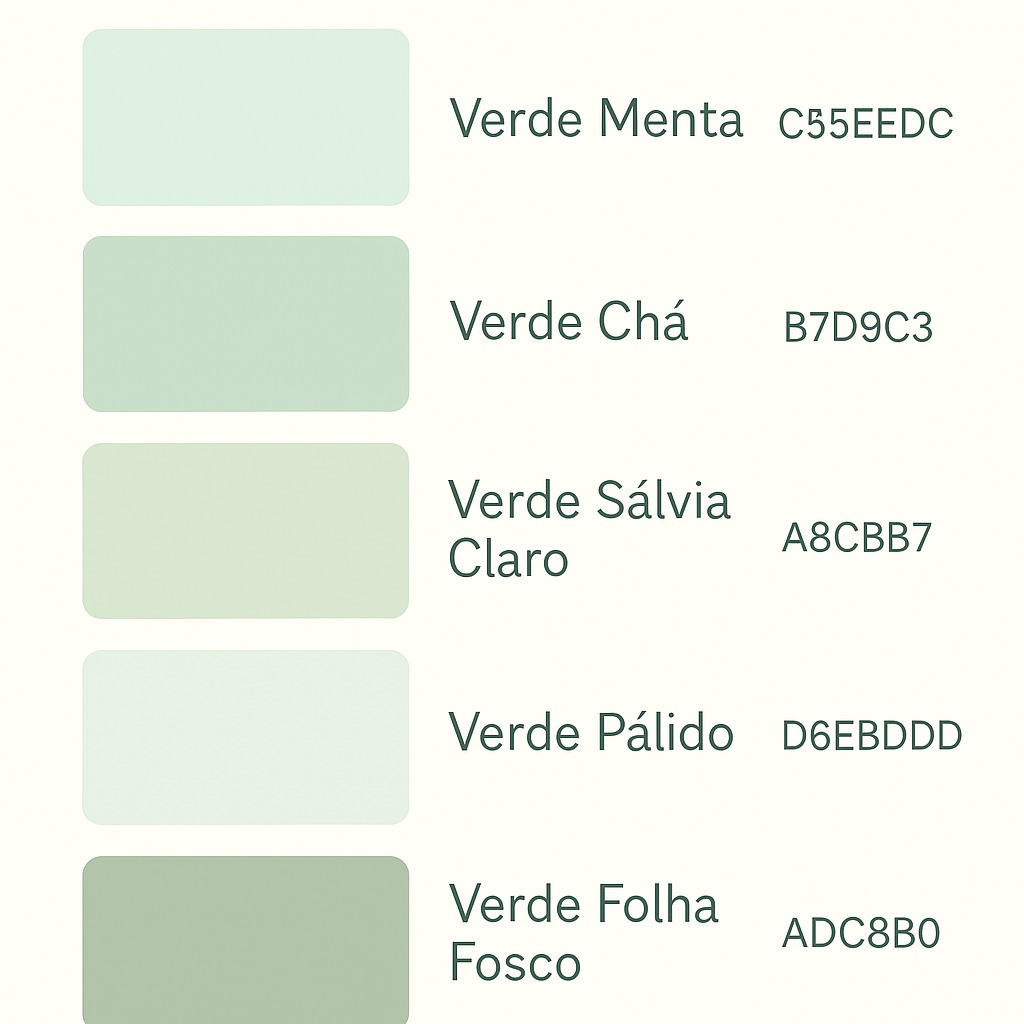 Verde Menta C55EEDC
Verde Chá B7D9C3
Verde Sálvia
Claro A8CBB7
Verde Pálido D6EBDDD
Verde Folha
Fosco ADC8B0